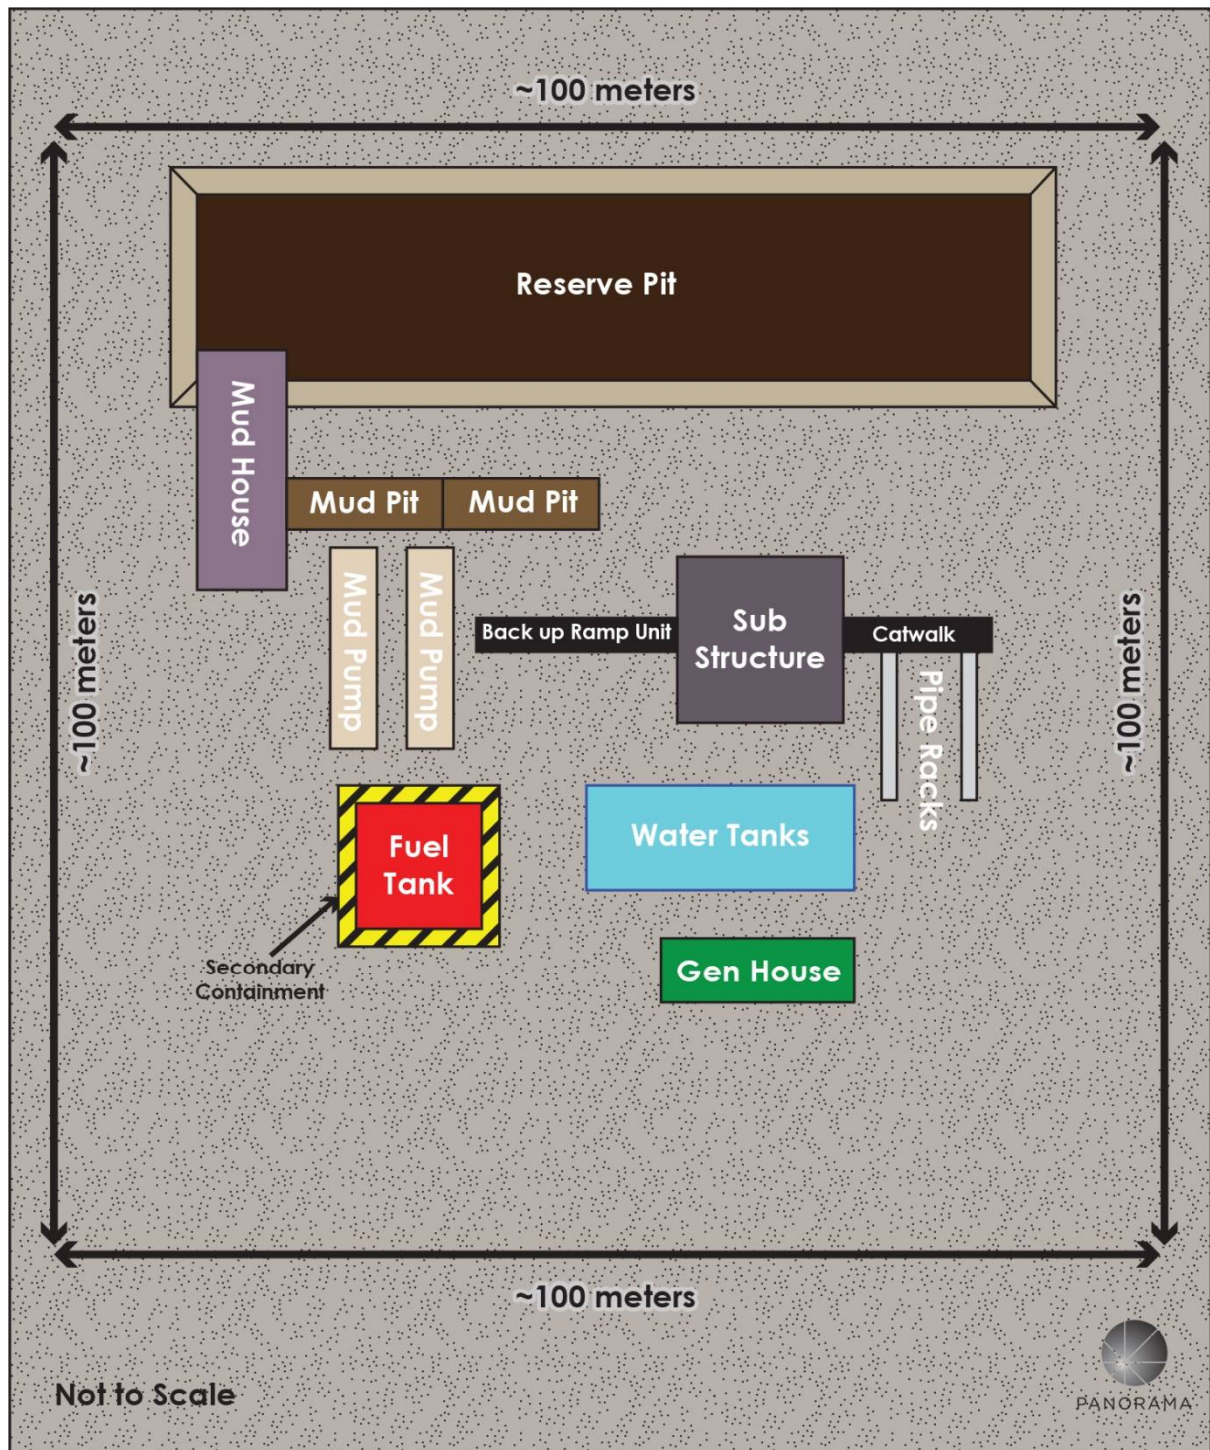 ~100 meters
Reserve Pit
Mud House
Mud Pit
Mud Pit
Mud Pump
Mud Pump
Back up Ramp Unit
Sub
Structure
Catwalk
Pipe Racks
~100 meters
~100 meters
Fuel
Tank
Water Tanks
Secondary
Containment
Gen House
~100 meters
Not to Scale
PANORAMA